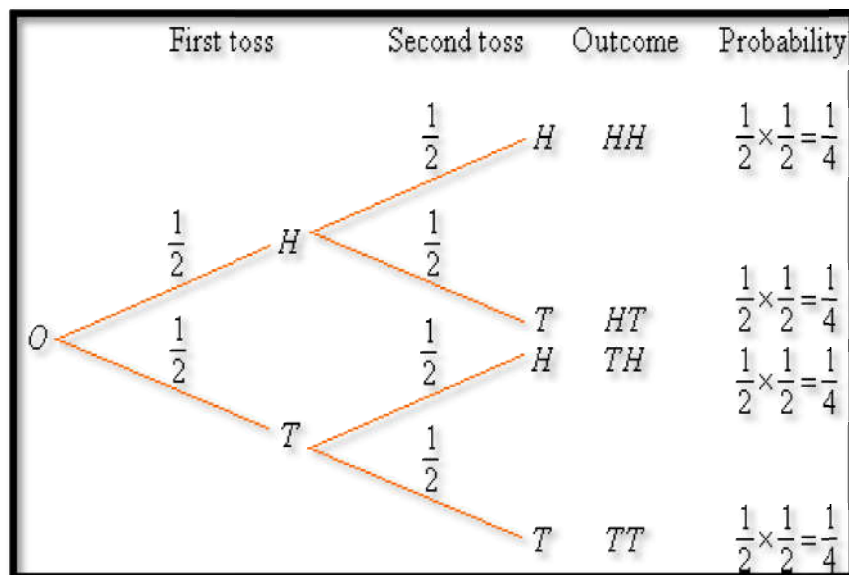 First toss Second toss Outcome Probability
1/2 H HH 1/2 × 1/2 = 1/4
1/2 H 1/2
T HT 1/2 × 1/2 = 1/4
O
1/2 1/2 H TH 1/2 × 1/2 = 1/4
T 1/2
T TT 1/2 × 1/2 = 1/4